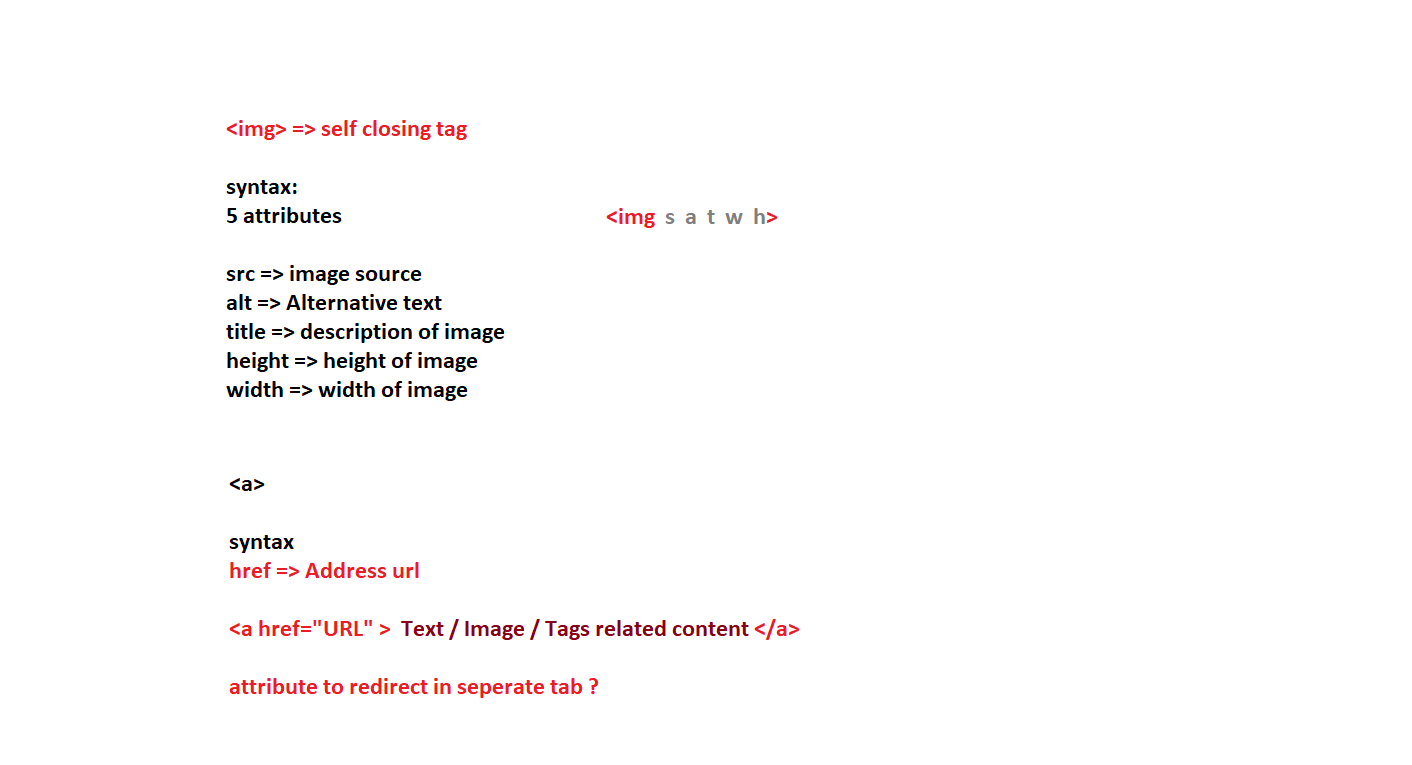 <img> => self closing tag
syntax:
5 attributes
<img s a t w h>
src => image source
alt => Alternative text
title => description of image
height => height of image
width => width of image
<a>
syntax
href => Address url
<a href="URL" > Text / Image / Tags related content </a>
attribute to redirect in seperate tab ?